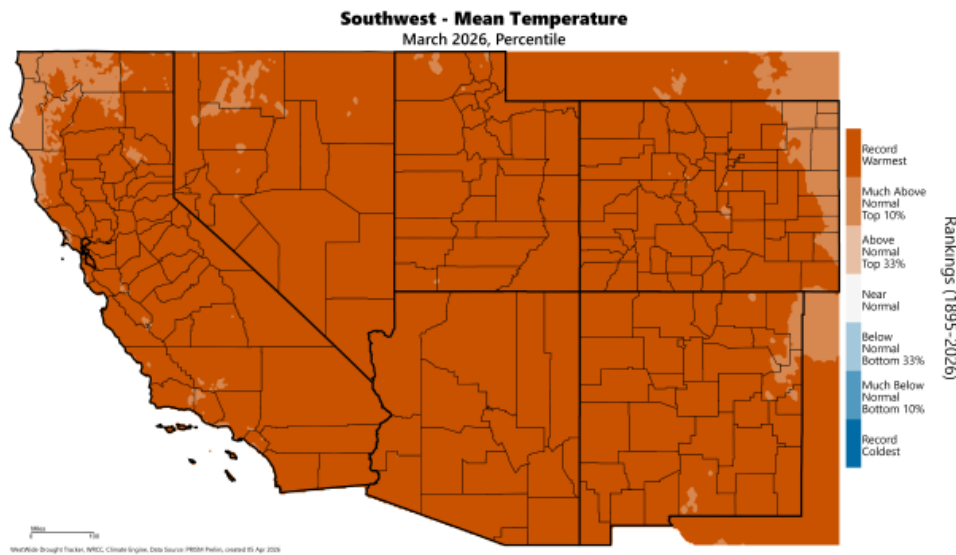 Southwest - Mean Temperature
March 2026, Percentile
Record
Warmest
Much Above
Normal
Top 10%
Above
Normal
Top 33%
Near
Normal
Below
Normal
Bottom 33%
Much Below
Normal
Bottom 10%
Record
Coldest
Rankings (1895-2026)
Miles
0 100
WestWide Drought Tracker, WRCC, Climate Engine, Data Source: PRISM Prelim, created 05 Apr 2026